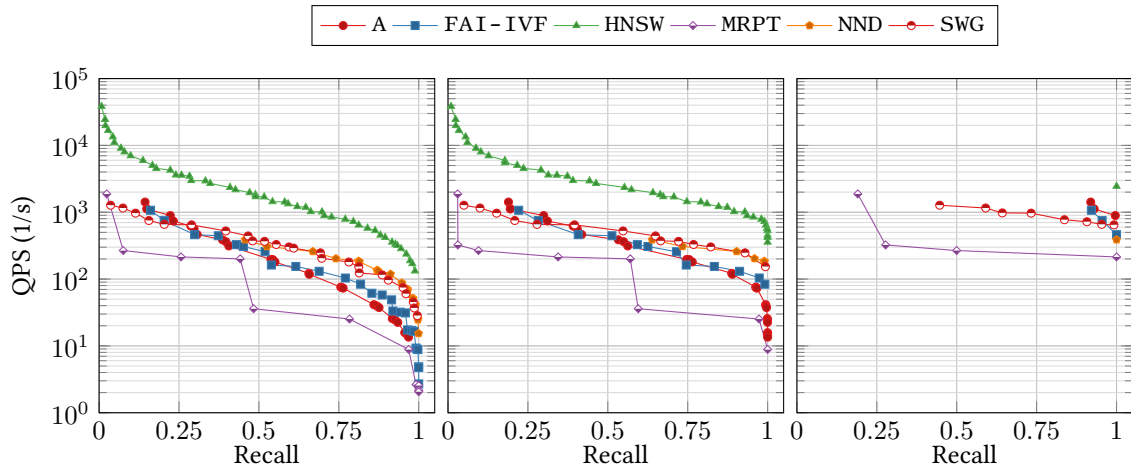 A FAI-IVF HNSW MRPT NND SWG
QPS (1/s)
10^5
10^4
10^3
10^2
10^1
10^0
0 0.25 0.5 0.75 1
Recall
0 0.25 0.5 0.75 1
Recall
0 0.25 0.5 0.75 1
Recall